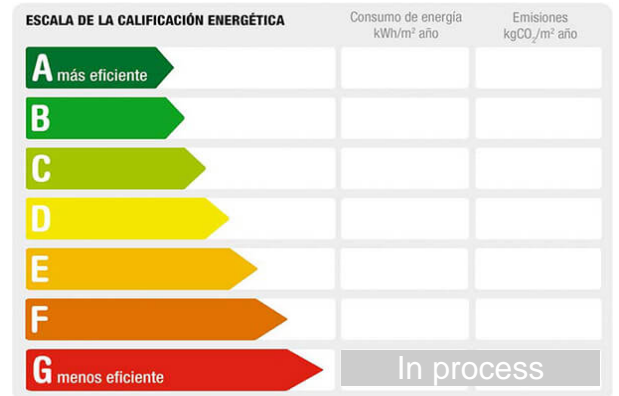 ESCALA DE LA CALIFICACIÓN ENERGÉTICA
Consumo de energía
kWh/m² año
Emisiones
kgCO₂/m² año
A más eficiente
B
C
D
E
F
G menos eficiente
In process